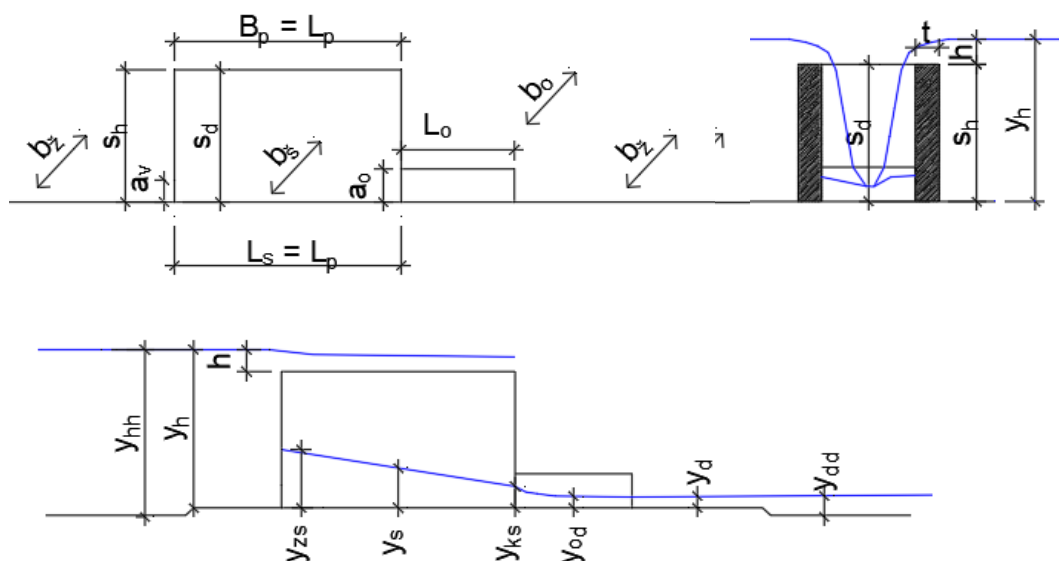 Bp = Lp
bž
sh
av
sd
bš
Lo
ao
bo
bž
Ls = Lp
t
h
sd
sh
yh
h
yhh
yh
yzs
ys
yks
yod
yd
ydd